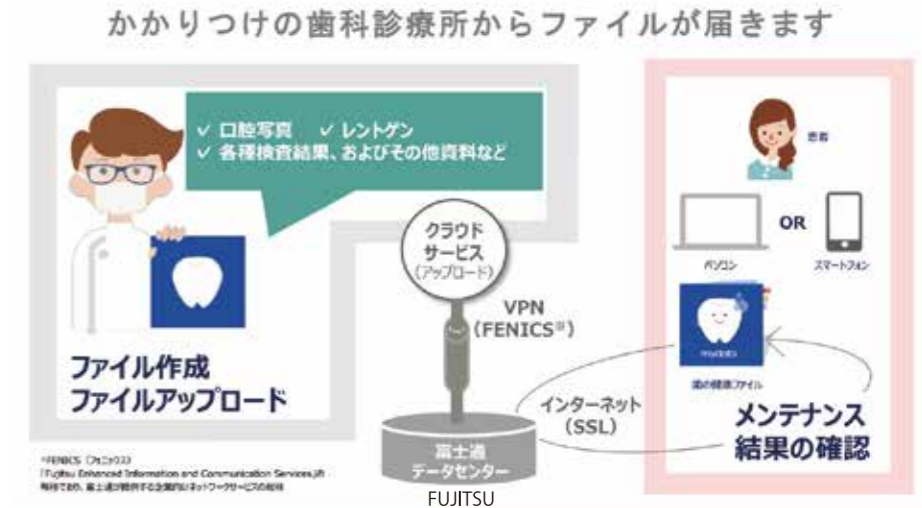 かかりつけの歯科診療所からファイルが届きます
✓ 口腔写真 ✓ レントゲン
✓ 各種検査結果、およびその他資料など
ファイル作成
ファイルアップロード
クラウド
サービス
(アップロード)
VPN
(FENICS※)
インターネット
(SSL)
富士通
データセンター
FUJITSU
患者
OR
パソコン
スマートフォン
歯の健康ファイル
メンテナンス
結果の確認
※FENICS (フェニックス)
「Fujitsu Enhanced Information and Communication Services」の
略称であり、富士通が提供する企業向けネットワークサービスの総称